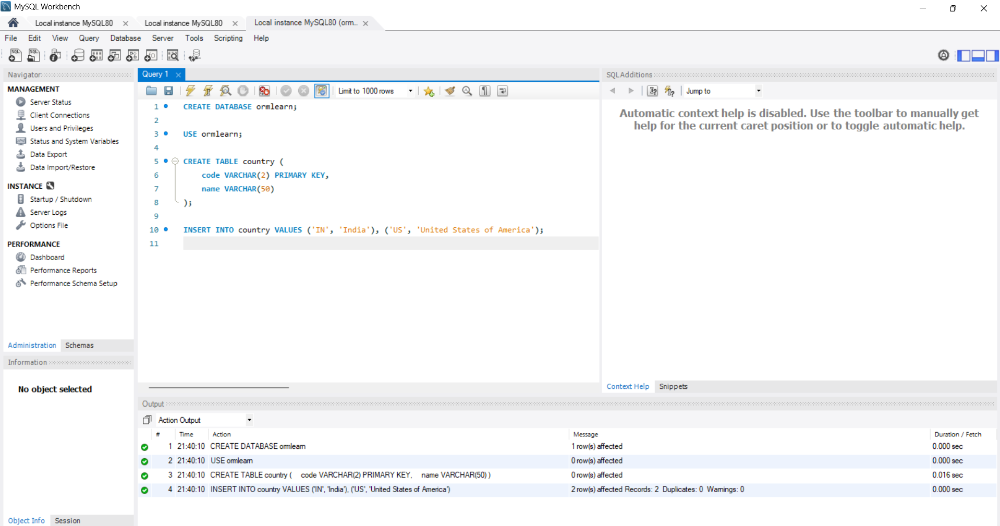 MySQL Workbench
Local instance MySQL80
Local instance MySQL80
Local instance MySQL80 (orm...
File Edit View Query Database Server Tools Scripting Help
Navigator
MANAGEMENT
Server Status
Client Connections
Users and Privileges
Status and System Variables
Data Export
Data Import/Restore
INSTANCE
Startup / Shutdown
Server Logs
Options File
PERFORMANCE
Dashboard
Performance Reports
Performance Schema Setup
Administration Schemas
Information
No object selected
Object Info Session
Query 1
Limit to 1000 rows
1 CREATE DATABASE ormlearn;
2
3 USE ormlearn;
4
5 CREATE TABLE country (
6 code VARCHAR(2) PRIMARY KEY,
7 name VARCHAR(50)
8 );
9
10 INSERT INTO country VALUES ('IN', 'India'), ('US', 'United States of America');
11
SQLAdditions
Jump to
Automatic context help is disabled. Use the toolbar to manually get
help for the current caret position or to toggle automatic help.
Context Help Snippets
Output
Action Output
# Time Action Message Duration / Fetch
1 21:40:10 CREATE DATABASE ormlearn 1 row(s) affected 0.000 sec
2 21:40:10 USE ormlearn 0 row(s) affected 0.000 sec
3 21:40:10 CREATE TABLE country ( code VARCHAR(2) PRIMARY KEY, name VARCHAR(50) ) 0 row(s) affected 0.016 sec
4 21:40:10 INSERT INTO country VALUES ('IN', 'India'), ('US', 'United States of America') 2 row(s) affected Records: 2 Duplicates: 0 Warnings: 0 0.000 sec